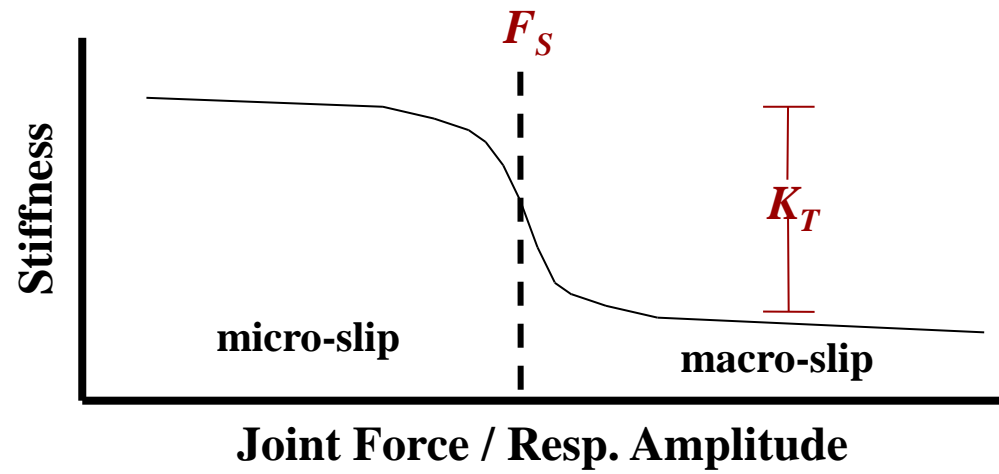 F_S
Stiffness
K_T
micro-slip
macro-slip
Joint Force / Resp. Amplitude